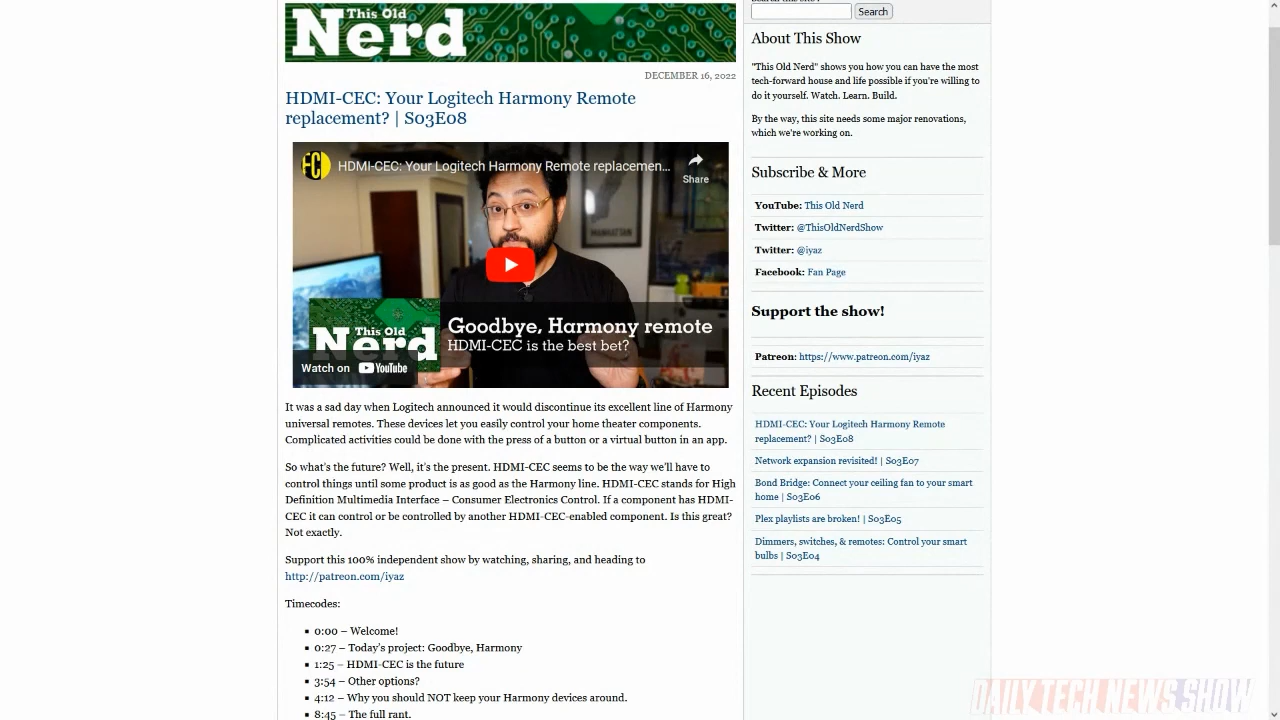 This Old
Nerd
DECEMBER 16, 2022
HDMI-CEC: Your Logitech Harmony Remote
replacement? | S03E08
HDMI-CEC: Your Logitech Harmony Remote replacemen...
Share
This Old
Nerd
Goodbye, Harmony remote
HDMI-CEC is the best bet?
Watch on YouTube
It was a sad day when Logitech announced it would discontinue its excellent line of Harmony
universal remotes. These devices let you easily control your home theater components.
Complicated activities could be done with the press of a button or a virtual button in an app.
So what's the future? Well, it's the present. HDMI-CEC seems to be the way we'll have to
control things until some product is as good as the Harmony line. HDMI-CEC stands for High
Definition Multimedia Interface – Consumer Electronics Control. If a component has HDMI-
CEC it can control or be controlled by another HDMI-CEC-enabled component. Is this great?
Not exactly.
Support this 100% independent show by watching, sharing, and heading to
http://patreon.com/iyaz
Timecodes:
0:00 – Welcome!
0:27 – Today's project: Goodbye, Harmony
1:25 – HDMI-CEC is the future
3:54 – Other options?
4:12 – Why you should NOT keep your Harmony devices around.
8:45 – The full rant.
Search
About This Show
"This Old Nerd" shows you how you can have the most
tech-forward house and life possible if you're willing to
do it yourself. Watch. Learn. Build.
By the way, this site needs some major renovations,
which we're working on.
Subscribe & More
YouTube: This Old Nerd
Twitter: @ThisOldNerdShow
Twitter: @iyaz
Facebook: Fan Page
Support the show!
Patreon: https://www.patreon.com/iyaz
Recent Episodes
HDMI-CEC: Your Logitech Harmony Remote
replacement? | S03E08
Network expansion revisited! | S03E07
Bond Bridge: Connect your ceiling fan to your smart
home | S03E06
Plex playlists are broken! | S03E05
Dimmers, switches, & remotes: Control your smart
bulbs | S03E04
DAILY TECH NEWS SHOW